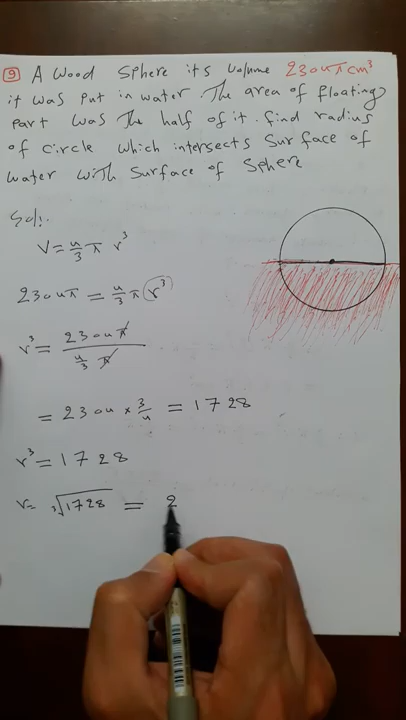 9 A wood sphere its volume 2304π cm³
it was put in water. The area of floating
part was the half of it. find radius
of circle which intersects surface of
water with surface of sphere
Sol:
V = 4/3 π r³
2304π = 4/3 π r³
r³ = 2304π / 4/3 π
= 2304 × 3/4 = 1728
r³ = 1728
r = ³√1728 = 2